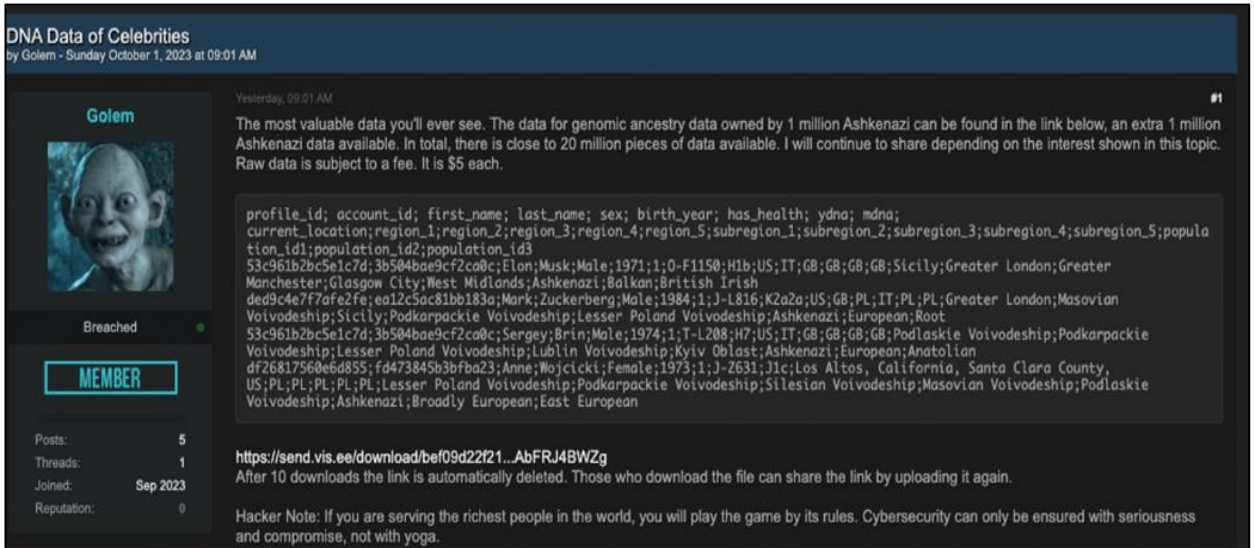 DNA Data of Celebrities
by Golem - Sunday October 1, 2023 at 09:01 AM
Golem
Breached
MEMBER
Posts: 5
Threads: 1
Joined: Sep 2023
Reputation: 0
Yesterday, 09:01 AM #1
The most valuable data you'll ever see. The data for genomic ancestry data owned by 1 million Ashkenazi can be found in the link below, an extra 1 million
Ashkenazi data available. In total, there is close to 20 million pieces of data available. I will continue to share depending on the interest shown in this topic.
Raw data is subject to a fee. It is $5 each.
profile_id; account_id; first_name; last_name; sex; birth_year; has_health; ydna; mdna;
current_location;region_1;region_2;region_3;region_4;region_5;subregion_1;subregion_2;subregion_3;subregion_4;subregion_5;popula
tion_id1;population_id2;population_id3
53c961b2bc5e1c7d;3b504bae9cf2ca0c;Elon;Musk;Male;1971;1;O-F1150;H1b;US;IT;GB;GB;GB;GB;Sicily;Greater London;Greater
Manchester;Glasgow City;West Midlands;Ashkenazi;Balkan;British Irish
ded9c4e7f7afe2fe;ea12c5ac81bb183a;Mark;Zuckerberg;Male;1984;1;J-L816;K2a2a;US;GB;PL;IT;PL;PL;Greater London;Masovian
Voivodeship;Sicily;Podkarpackie Voivodeship;Lesser Poland Voivodeship;Ashkenazi;European;Root
53c961b2bc5e1c7d;3b504bae9cf2ca0c;Sergey;Brin;Male;1974;1;T-L208;H7;US;IT;GB;GB;GB;GB;Podlaskie Voivodeship;Podkarpackie
Voivodeship;Lesser Poland Voivodeship;Lublin Voivodeship;Kyiv Oblast;Ashkenazi;European;Anatolian
df26817560e6d855;fd473845b3bfba23;Anne;Wojcicki;Female;1973;1;J-Z631;J1c;Los Altos, California, Santa Clara County,
US;PL;PL;PL;PL;PL;Lesser Poland Voivodeship;Podkarpackie Voivodeship;Silesian Voivodeship;Masovian Voivodeship;Podlaskie
Voivodeship;Ashkenazi;Broadly European;East European
https://send.vis.ee/download/bef09d22f21...AbFRJ4BWZg
After 10 downloads the link is automatically deleted. Those who download the file can share the link by uploading it again.
Hacker Note: If you are serving the richest people in the world, you will play the game by its rules. Cybersecurity can only be ensured with seriousness
and compromise, not with yoga.